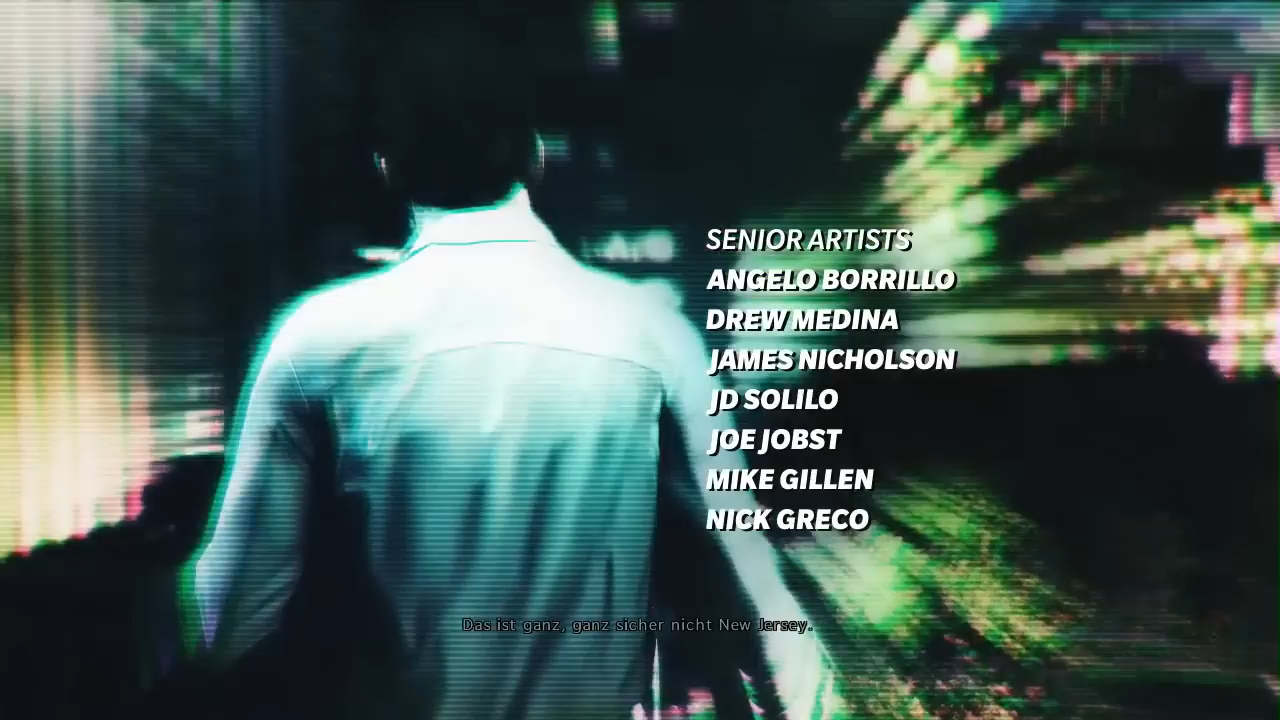 SENIOR ARTISTS
ANGELO BORRILLO
DREW MEDINA
JAMES NICHOLSON
JD SOLILO
JOE JOBST
MIKE GILLEN
NICK GRECO
Das ist ganz, ganz sicher nicht New Jersey.